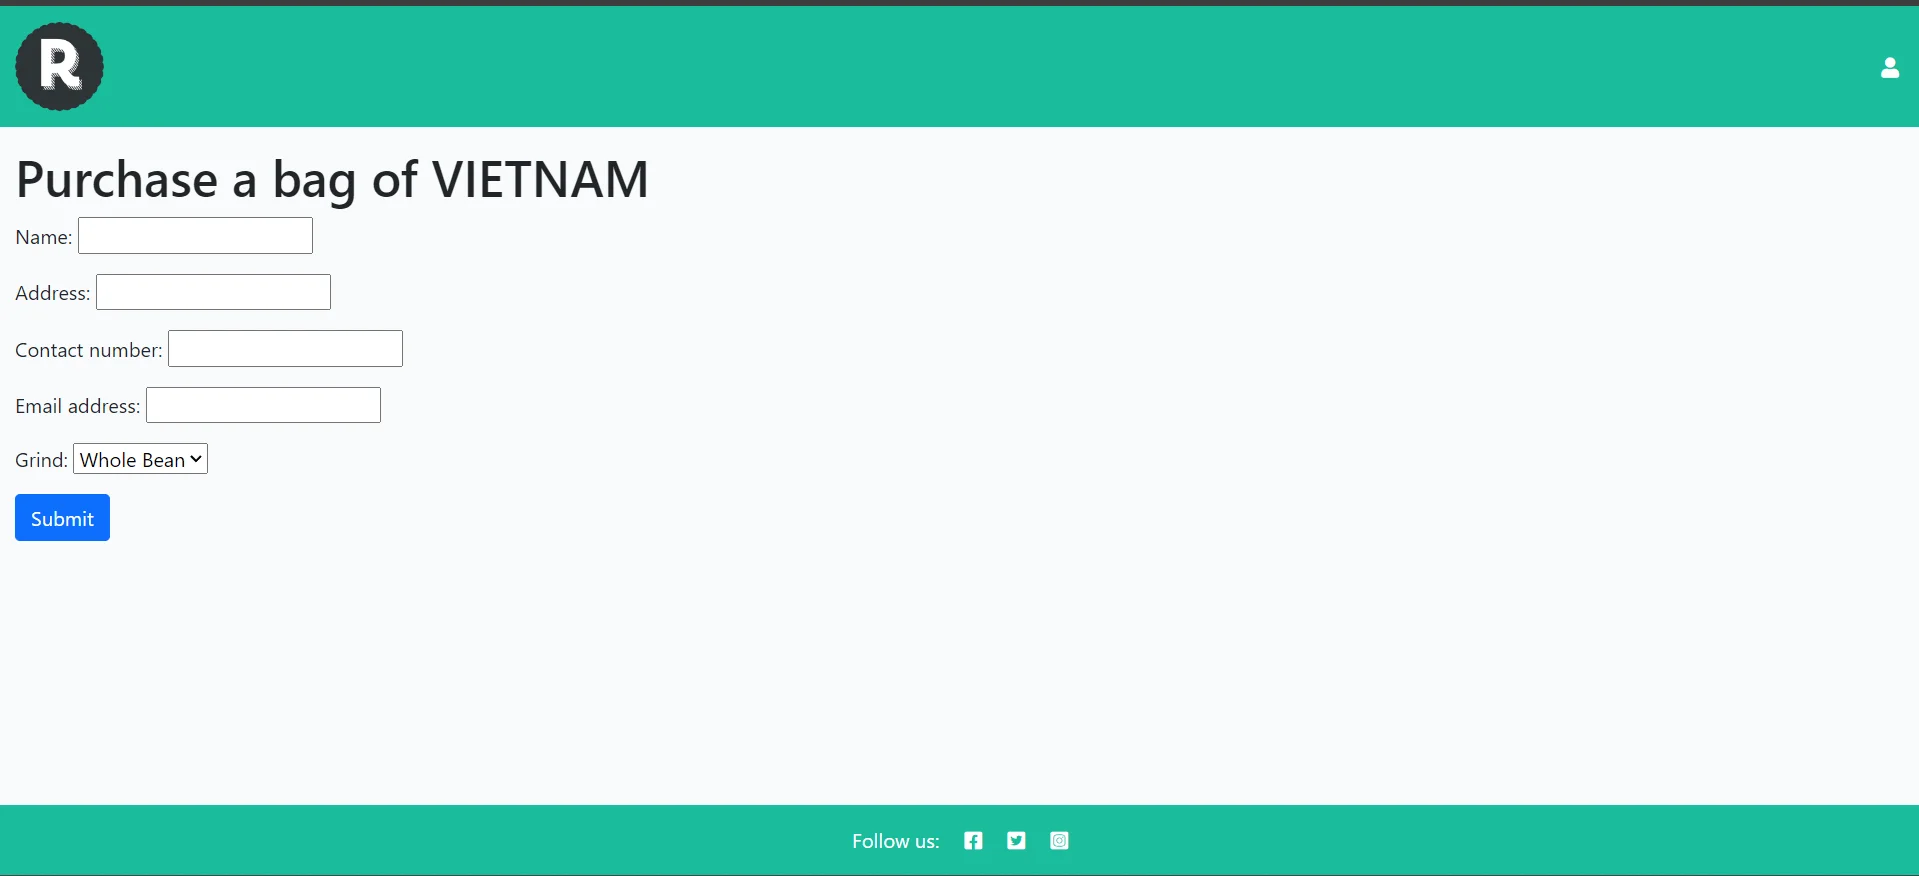 R
Purchase a bag of VIETNAM
Name:
Address:
Contact number:
Email address:
Grind: Whole Bean
Submit
Follow us: